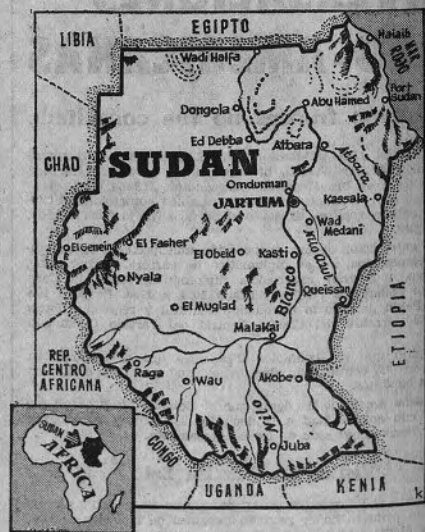 EGIPTO
LIBIA
Halaib
MAR
ROJO
Wadi Halfa
Port
Sudan
Dongola
Abu Hamed
Ed Debba
Atbara
Atbara
CHAD
SUDÁN
Omdurman
JARTUM
Kassala
Wad
Medani
El Geneina
El Fasher
El Obeid
Kasti
Nilo Azul
Nyala
Queissan
El Muglad
Blanco
ETIOPIA
Malakai
REP.
CENTRO
AFRICANA
Raga
Wau
Akobe
Nilo
Juba
CONGO
UGANDA
KENIA
SUDAN
AFRICA
K